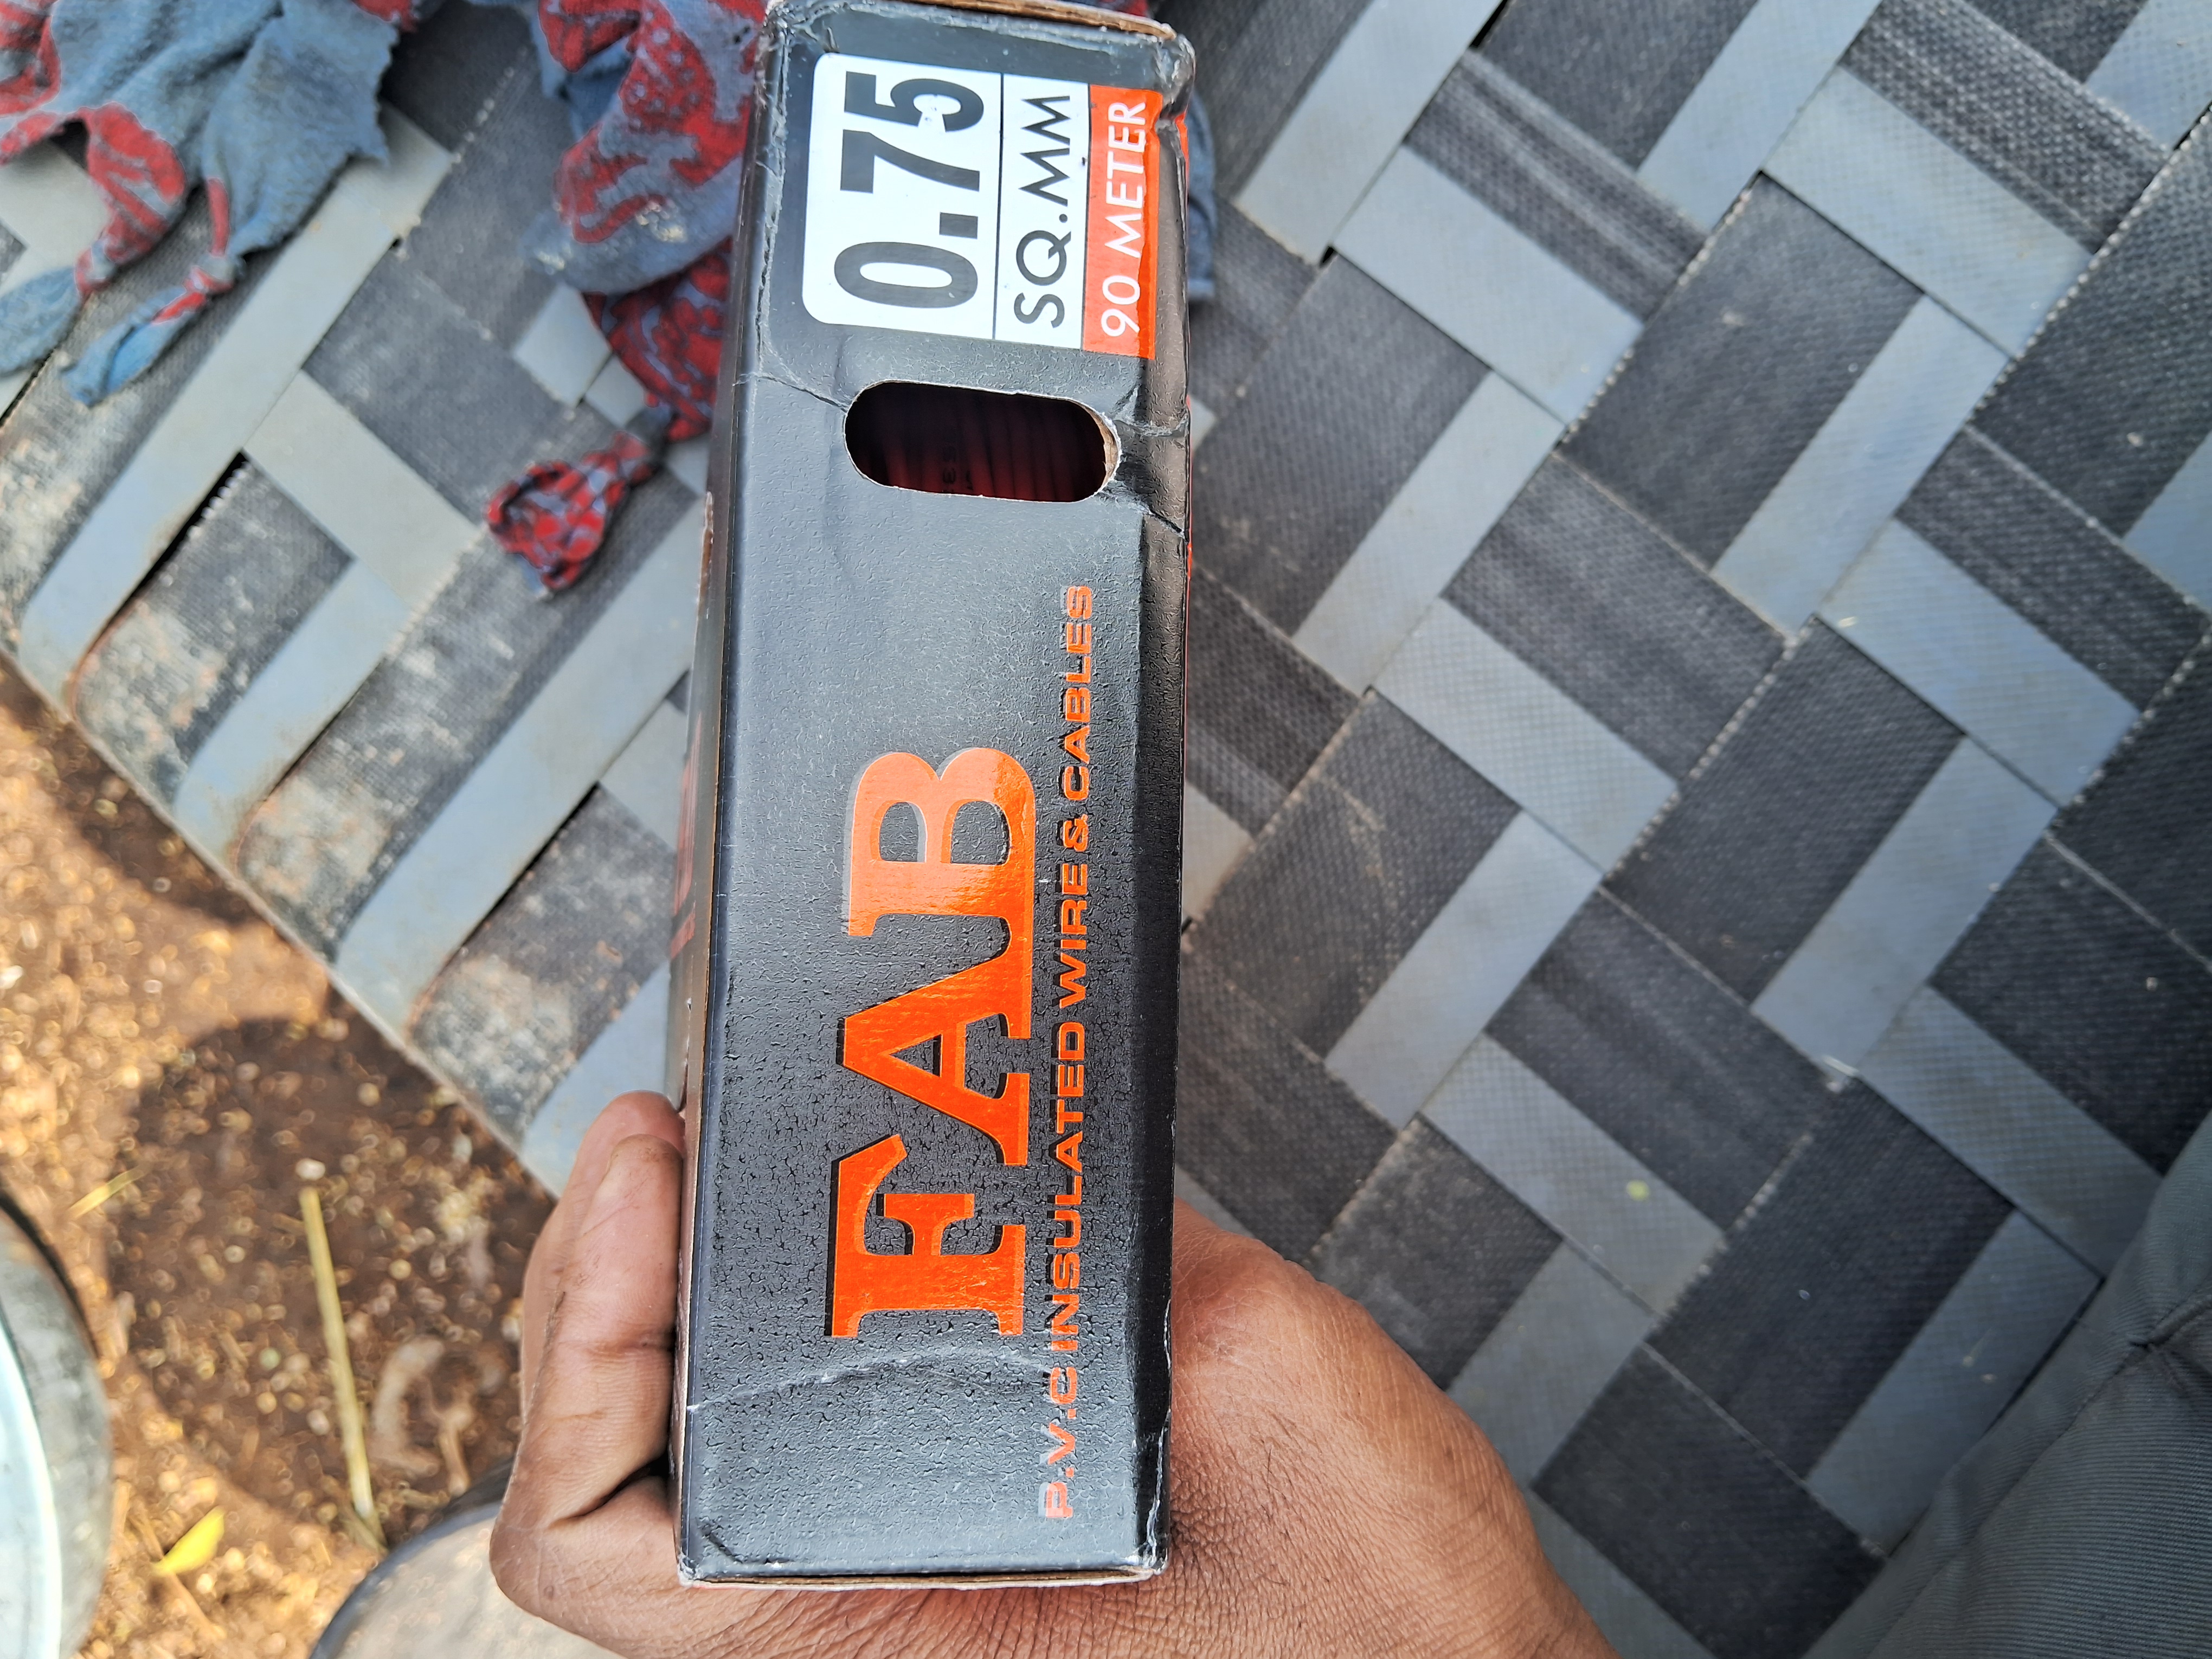 FAB
P.V.C INSULATED WIRE & CABLES
0.75
SQ.MM
90 METER